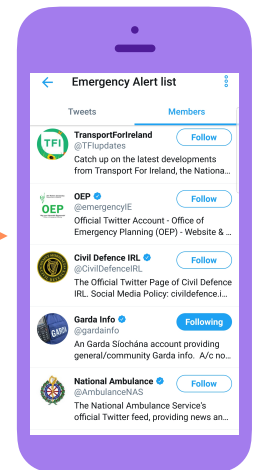 Emergency Alert list
Tweets Members
TFI
TransportForIreland
@TFIupdates
Follow
Catch up on the latest developments
from Transport For Ireland, the Nationa...
OEP
OEP
@emergencyIE
Follow
Official Twitter Account - Office of
Emergency Planning (OEP) - Website & ...
Civil Defence IRL
@CivilDefenceIRL
Follow
The Official Twitter Page of Civil Defence
IRL. Social Media Policy: civildefence.i...
GARDA
Garda Info
@gardainfo
Following
An Garda Síochána account providing
general/community Garda info. A/c no...
National Ambulance
@AmbulanceNAS
Follow
The National Ambulance Service's
official Twitter feed, providing news an...